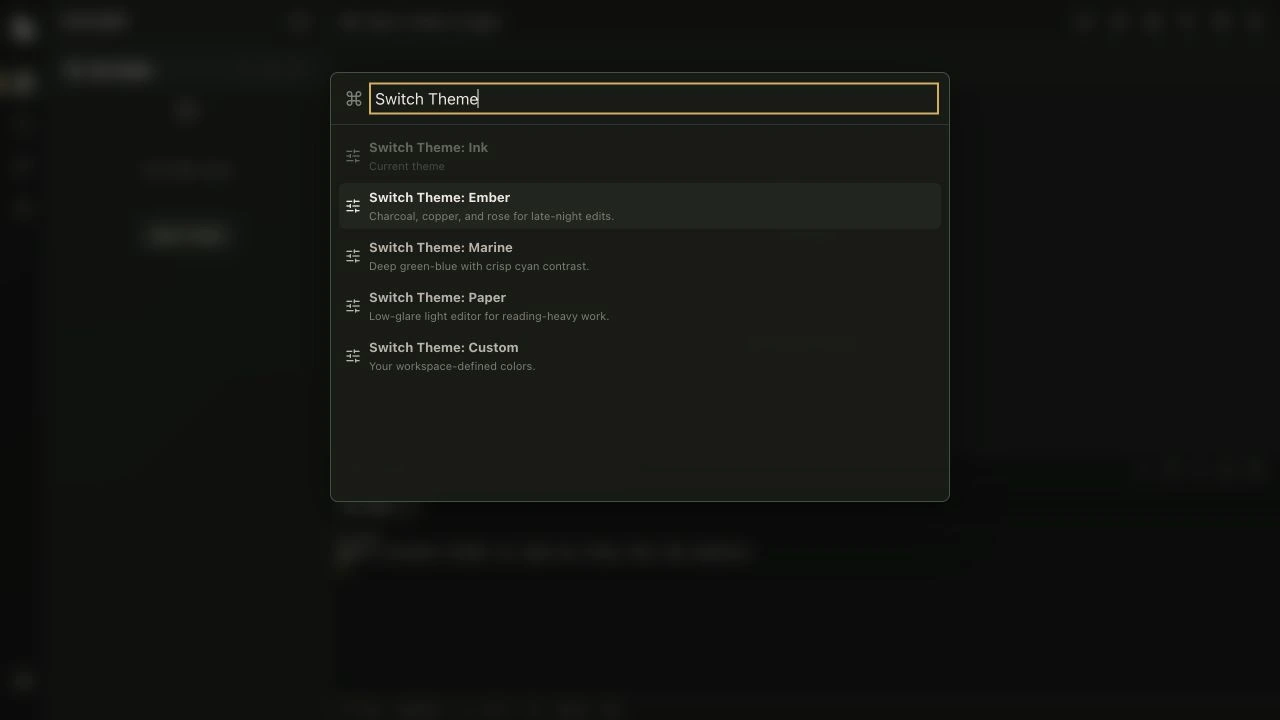 ⌘ Switch Theme
Switch Theme: Ink
Current theme
Switch Theme: Ember
Charcoal, copper, and rose for late-night edits.
Switch Theme: Marine
Deep green-blue with crisp cyan contrast.
Switch Theme: Paper
Low-glare light editor for reading-heavy work.
Switch Theme: Custom
Your workspace-defined colors.